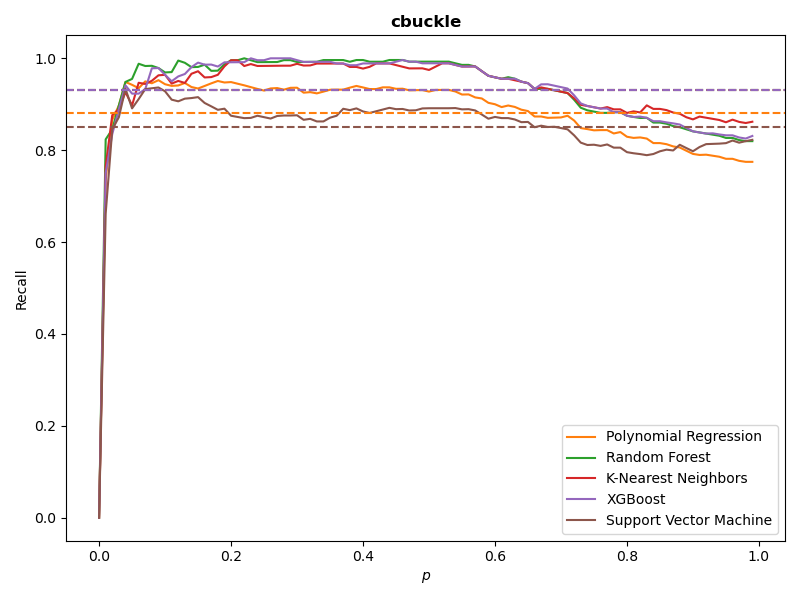 cbuckle
Recall
1.0
0.8
0.6
0.4
0.2
0.0
0.0 0.2 0.4 0.6 0.8 1.0
p
Polynomial Regression
Random Forest
K-Nearest Neighbors
XGBoost
Support Vector Machine